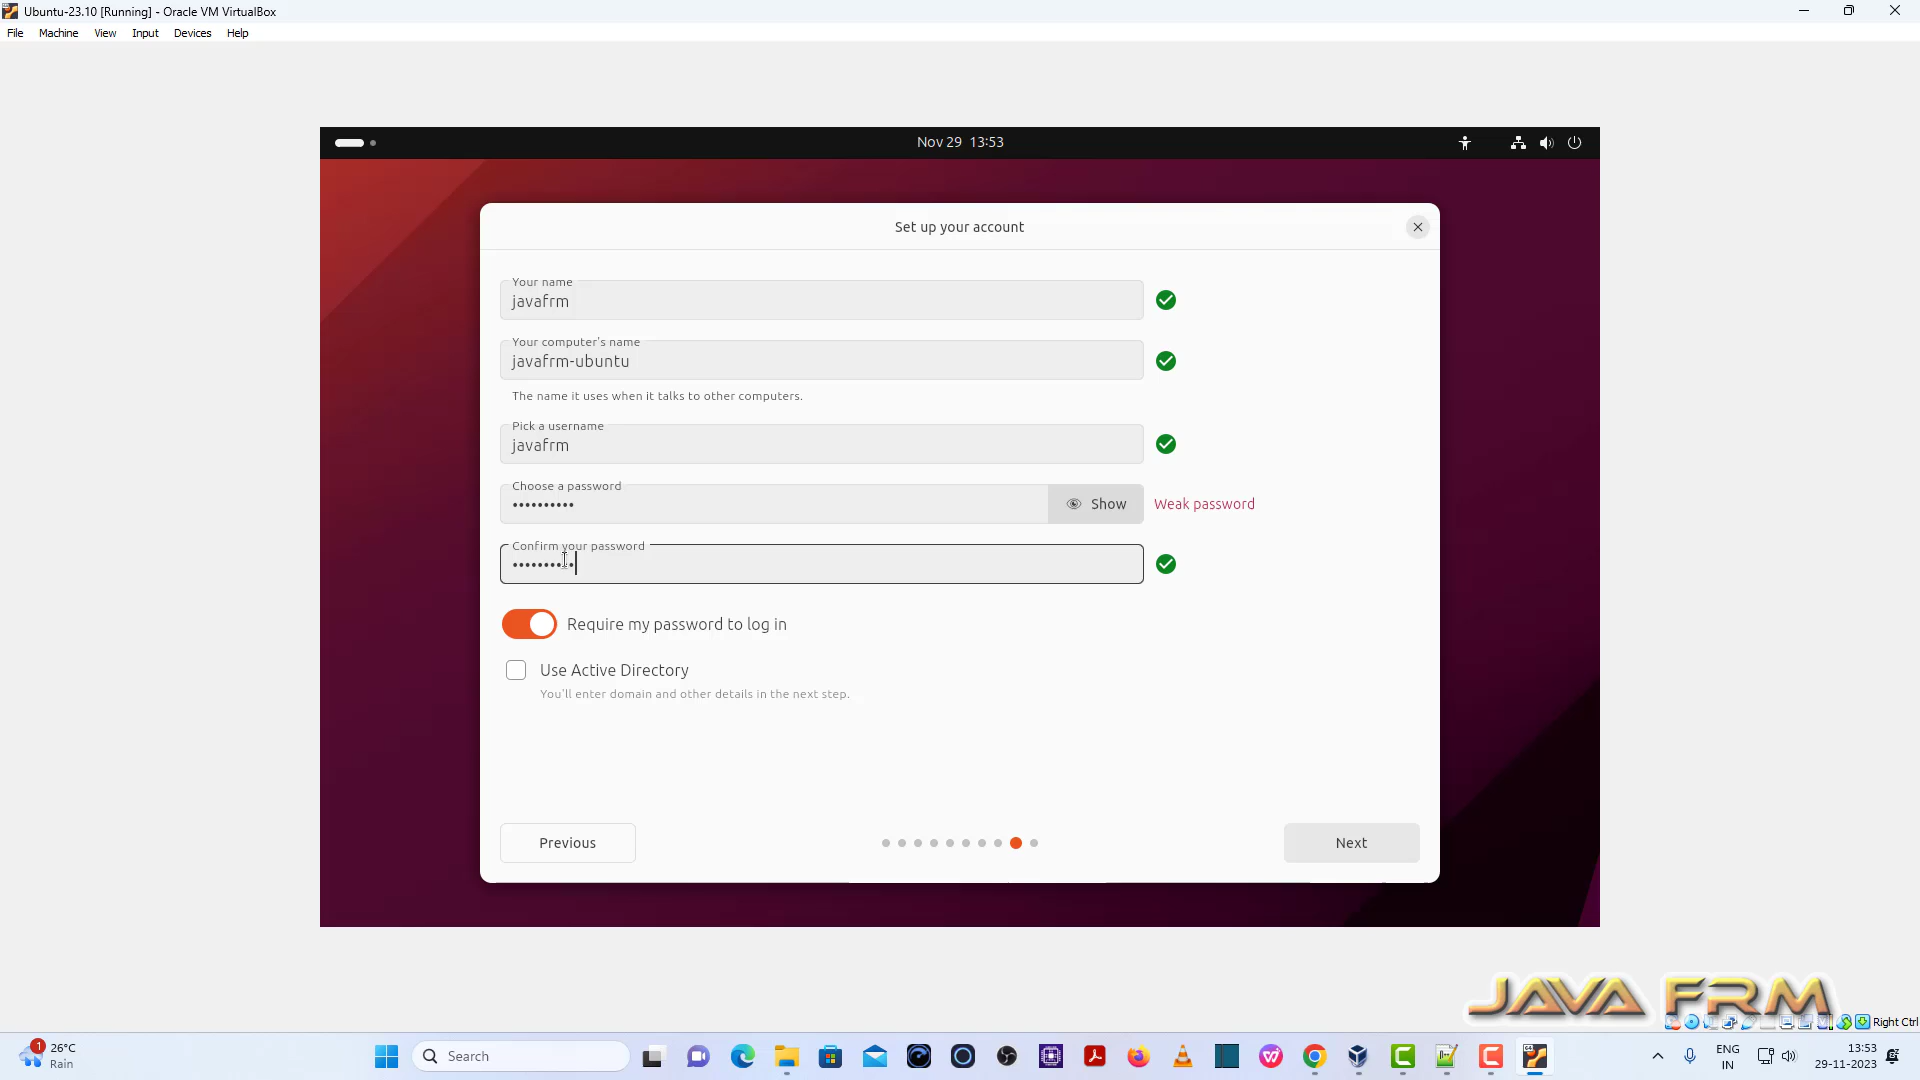 Ubuntu-23.10 [Running] - Oracle VM VirtualBox
File Machine View Input Devices Help
Nov 29 13:53
Set up your account
Your name
javafrm
Your computer's name
javafrm-ubuntu
The name it uses when it talks to other computers.
Pick a username
javafrm
Choose a password
••••••••••
Show
Weak password
Confirm your password
••••••••••
Require my password to log in
Use Active Directory
You'll enter domain and other details in the next step.
Previous
Next
JAVA FRM
Right Ctrl
1
26°C
Rain
Search
ENG
IN
13:53
29-11-2023